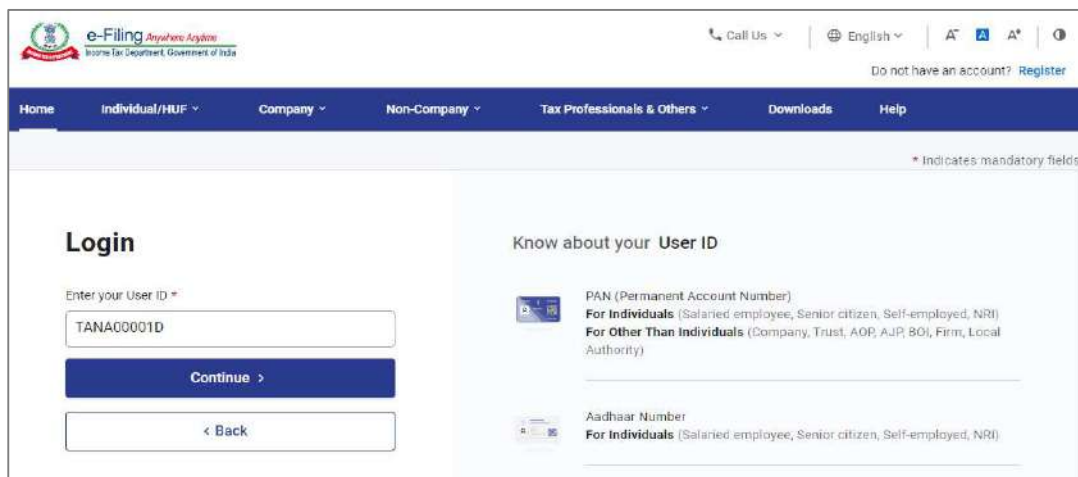 e-Filing Anywhere Anytime
Income Tax Department, Government of India
Call Us
English
A-
A
A+
Do not have an account? Register
Home
Individual/HUF
Company
Non-Company
Tax Professionals & Others
Downloads
Help
* Indicates mandatory fields
Login
Enter your User ID *
TANA00001D
Continue >
< Back
Know about your User ID
PAN (Permanent Account Number)
For Individuals (Salaried employee, Senior citizen, Self-employed, NRI)
For Other Than Individuals (Company, Trust, AOP, AJP, BOI, Firm, Local
Authority)
Aadhaar Number
For Individuals (Salaried employee, Senior citizen, Self-employed, NRI)